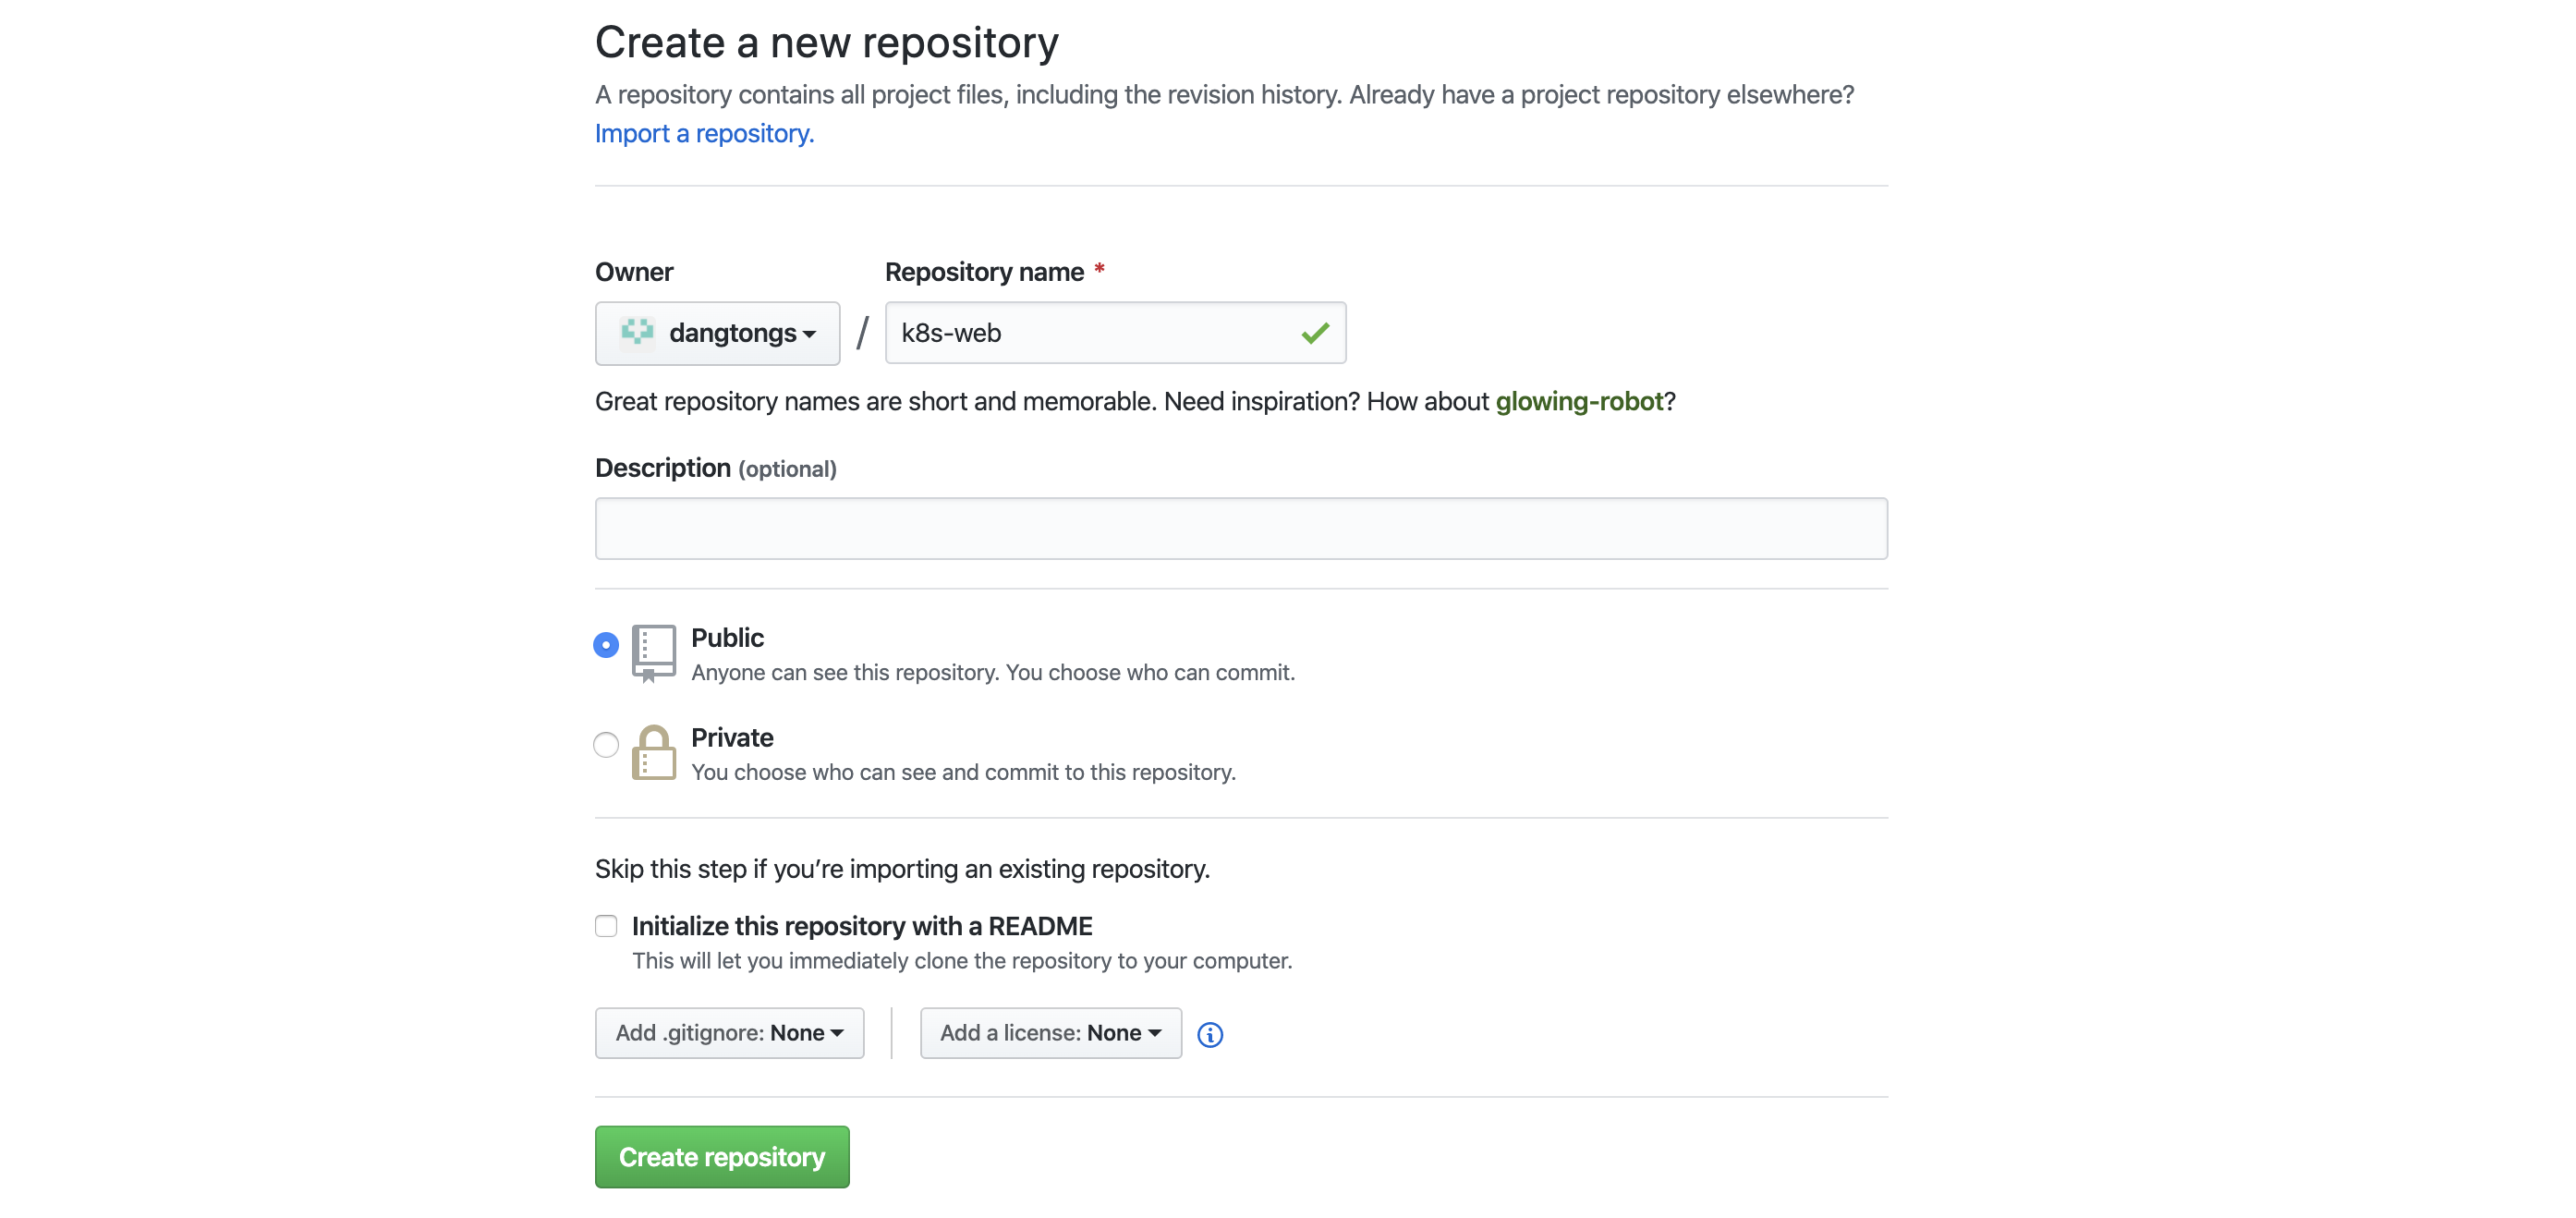 Create a new repository
A repository contains all project files, including the revision history. Already have a project repository elsewhere?
Import a repository.
Owner
Repository name *
dangtongs / k8s-web
Great repository names are short and memorable. Need inspiration? How about glowing-robot?
Description (optional)
Public
Anyone can see this repository. You choose who can commit.
Private
You choose who can see and commit to this repository.
Skip this step if you’re importing an existing repository.
Initialize this repository with a README
This will let you immediately clone the repository to your computer.
Add .gitignore: None
Add a license: None
Create repository